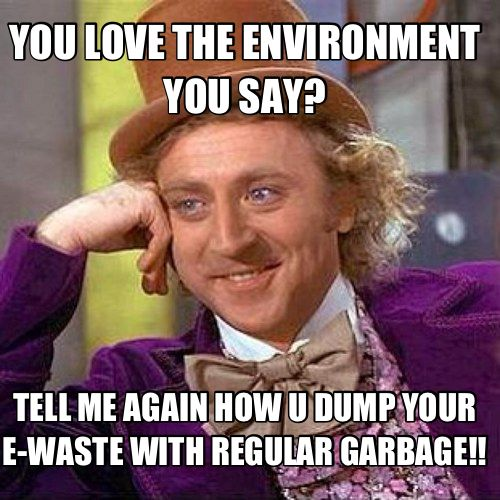 YOU LOVE THE ENVIRONMENT
YOU SAY?
TELL ME AGAIN HOW U DUMP YOUR
E-WASTE WITH REGULAR GARBAGE!!